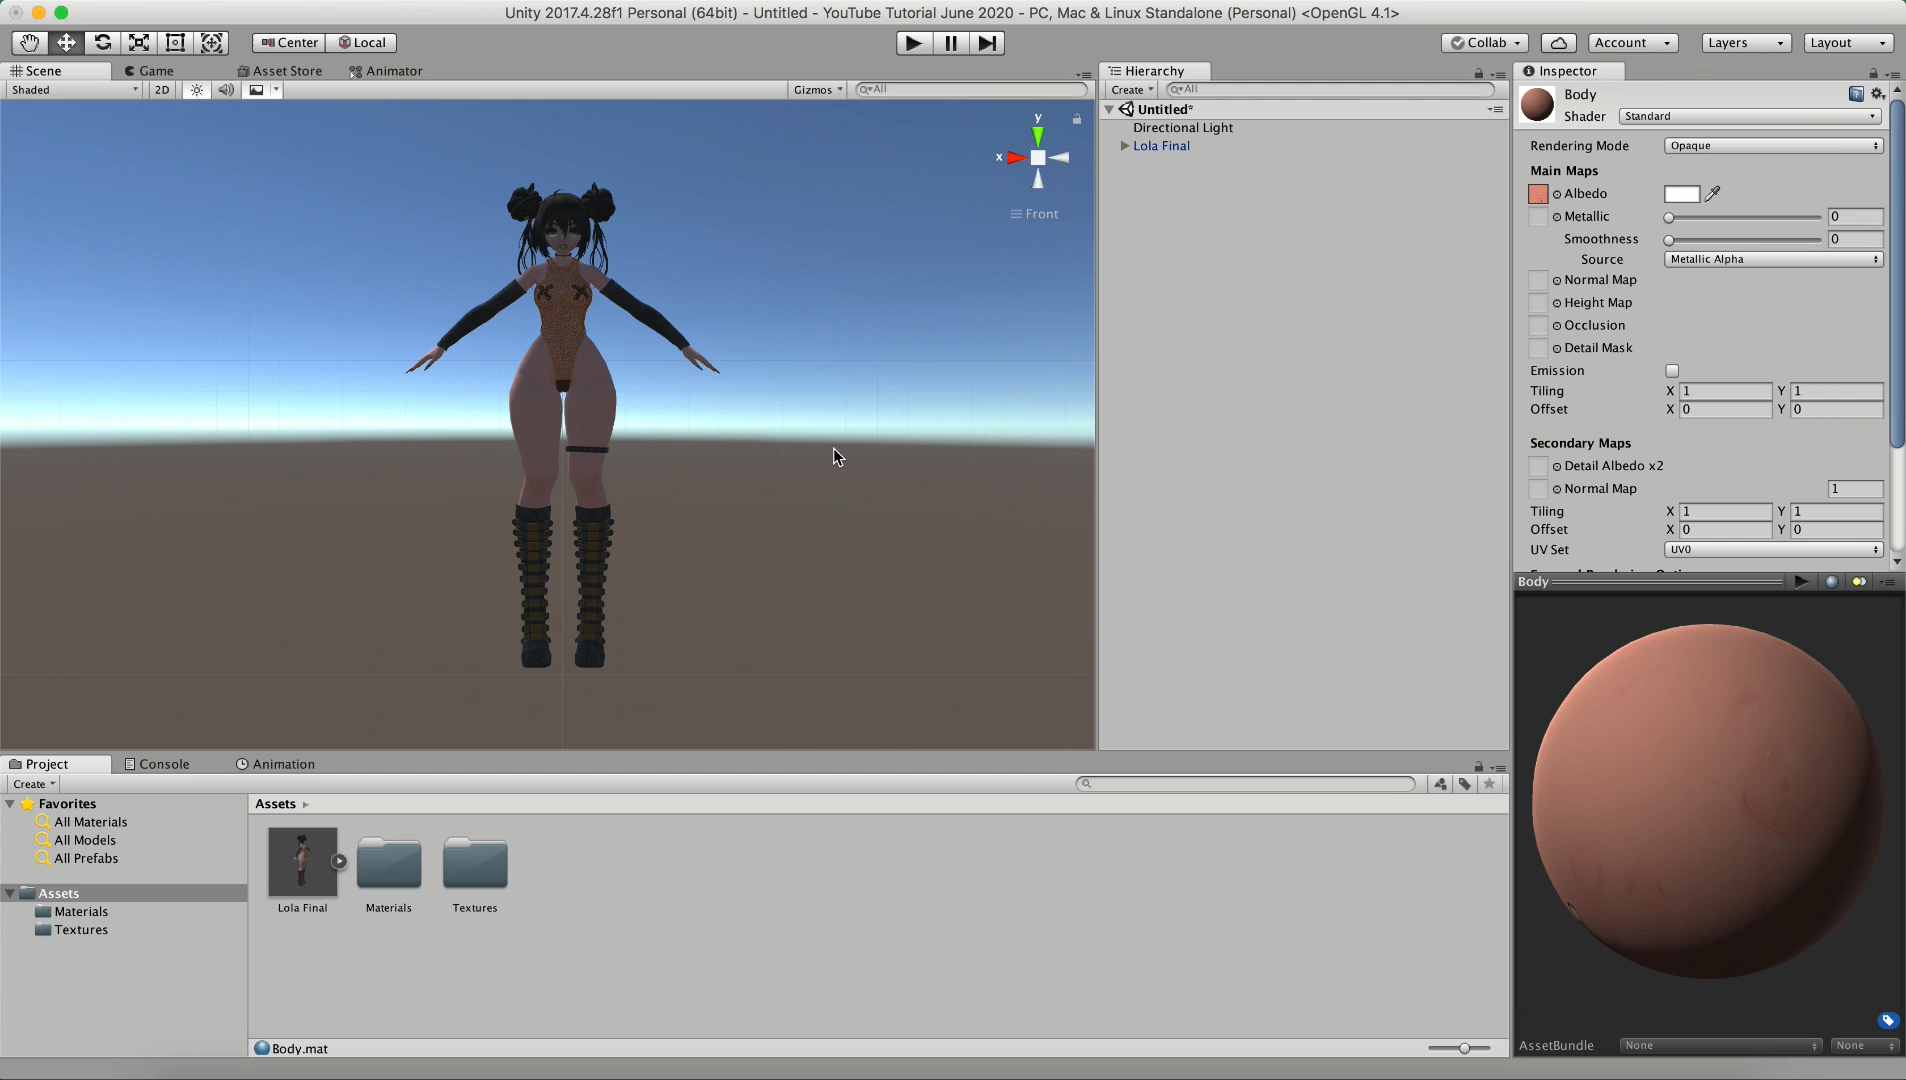 Unity 2017.4.28f1 Personal (64bit) - Untitled - YouTube Tutorial June 2020 - PC, Mac & Linux Standalone (Personal) <OpenGL 4.1>
Center Local Collab Account Layers Layout
Scene Game Asset Store Animator
Shaded 2D Gizmos All
y
x
Front
Hierarchy
Create All
Untitled*
Directional Light
Lola Final
Inspector
Body
Shader Standard
Rendering Mode Opaque
Main Maps
Albedo
Metallic 0
Smoothness 0
Source Metallic Alpha
Normal Map
Height Map
Occlusion
Detail Mask
Emission
Tiling X 1 Y 1
Offset X 0 Y 0
Secondary Maps
Detail Albedo x2
Normal Map 1
Tiling X 1 Y 1
Offset X 0 Y 0
UV Set UV0
Body
AssetBundle None None
Project Console Animation
Create
Favorites
All Materials
All Models
All Prefabs
Assets
Materials
Textures
Assets
Lola Final Materials Textures
Body.mat